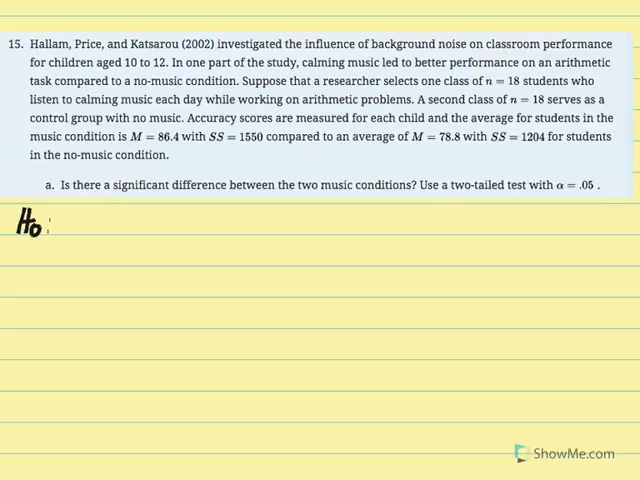 15. Hallam, Price, and Katsarou (2002) investigated the influence of background noise on classroom performance
for children aged 10 to 12. In one part of the study, calming music led to better performance on an arithmetic
task compared to a no-music condition. Suppose that a researcher selects one class of n = 18 students who
listen to calming music each day while working on arithmetic problems. A second class of n = 18 serves as a
control group with no music. Accuracy scores are measured for each child and the average for students in the
music condition is M = 86.4 with SS = 1550 compared to an average of M = 78.8 with SS = 1204 for students
in the no-music condition.
a. Is there a significant difference between the two music conditions? Use a two-tailed test with α = .05 .
H0 :
ShowMe.com